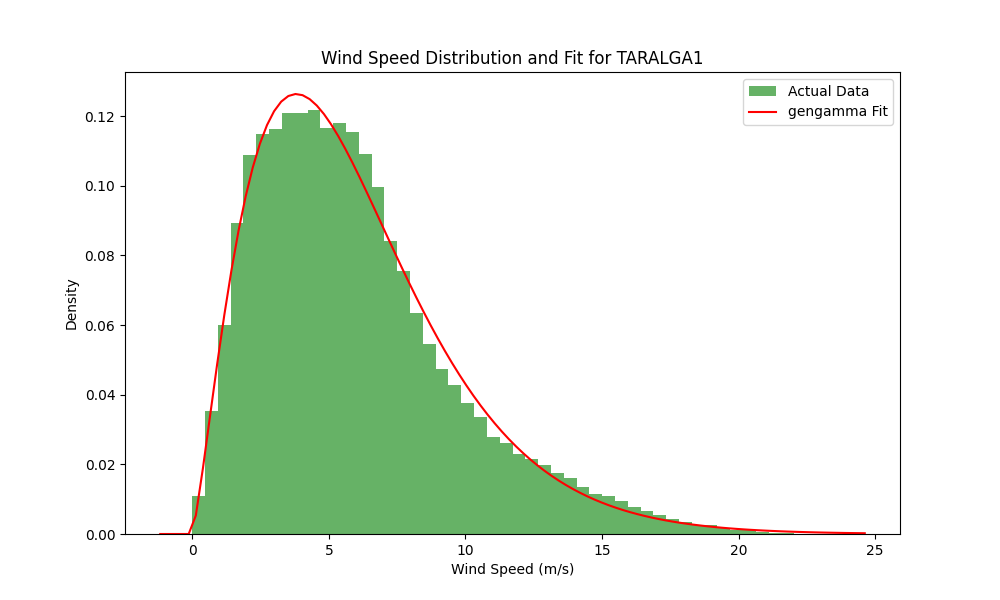 Wind Speed Distribution and Fit for TARALGA1
Actual Data
gengamma Fit
0.12
0.10
0.08
0.06
0.04
0.02
0.00
Density
0
5
10
15
20
25
Wind Speed (m/s)